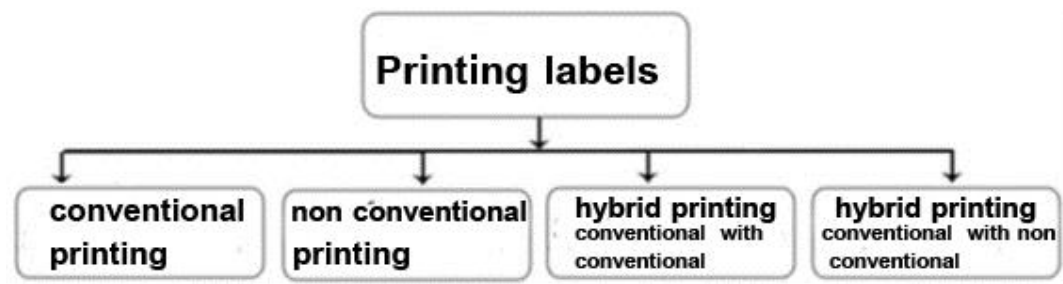 Printing labels
conventional
printing
non conventional
printing
hybrid printing
conventional with
conventional
hybrid printing
conventional with non
conventional